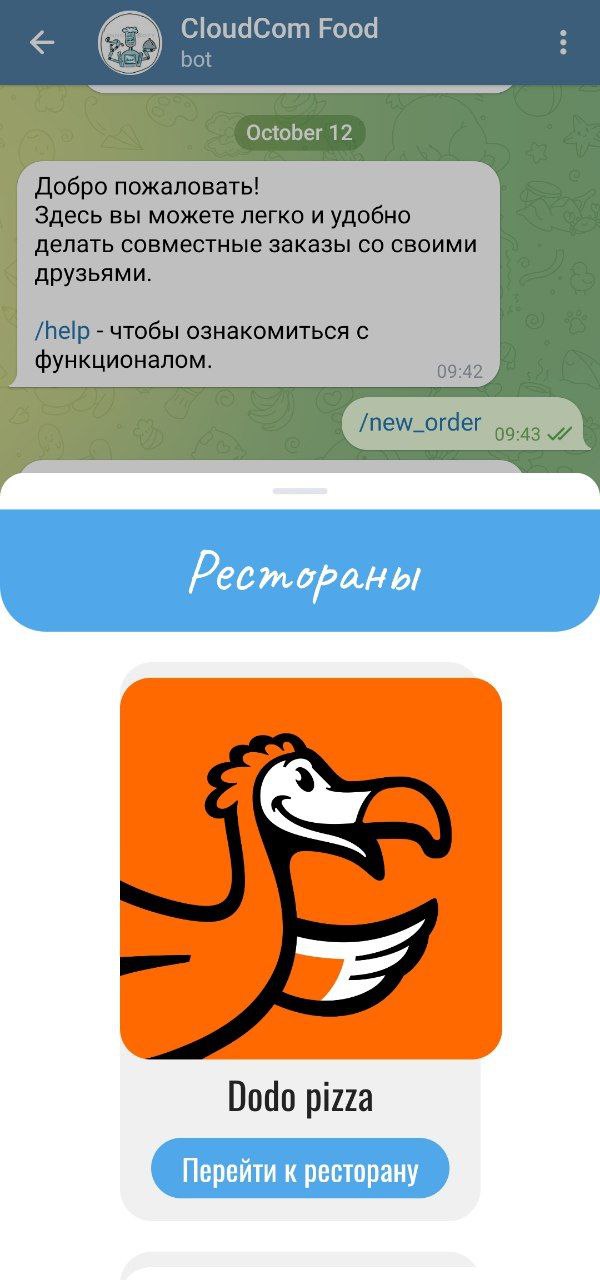 CloudCom Food
bot
October 12
Добро пожаловать!
Здесь вы можете легко и удобно
делать совместные заказы со своими
друзьями.
/help - чтобы ознакомиться с
функционалом.
09:42
/new_order
09:43
Рестораны
Dodo pizza
Перейти к ресторану